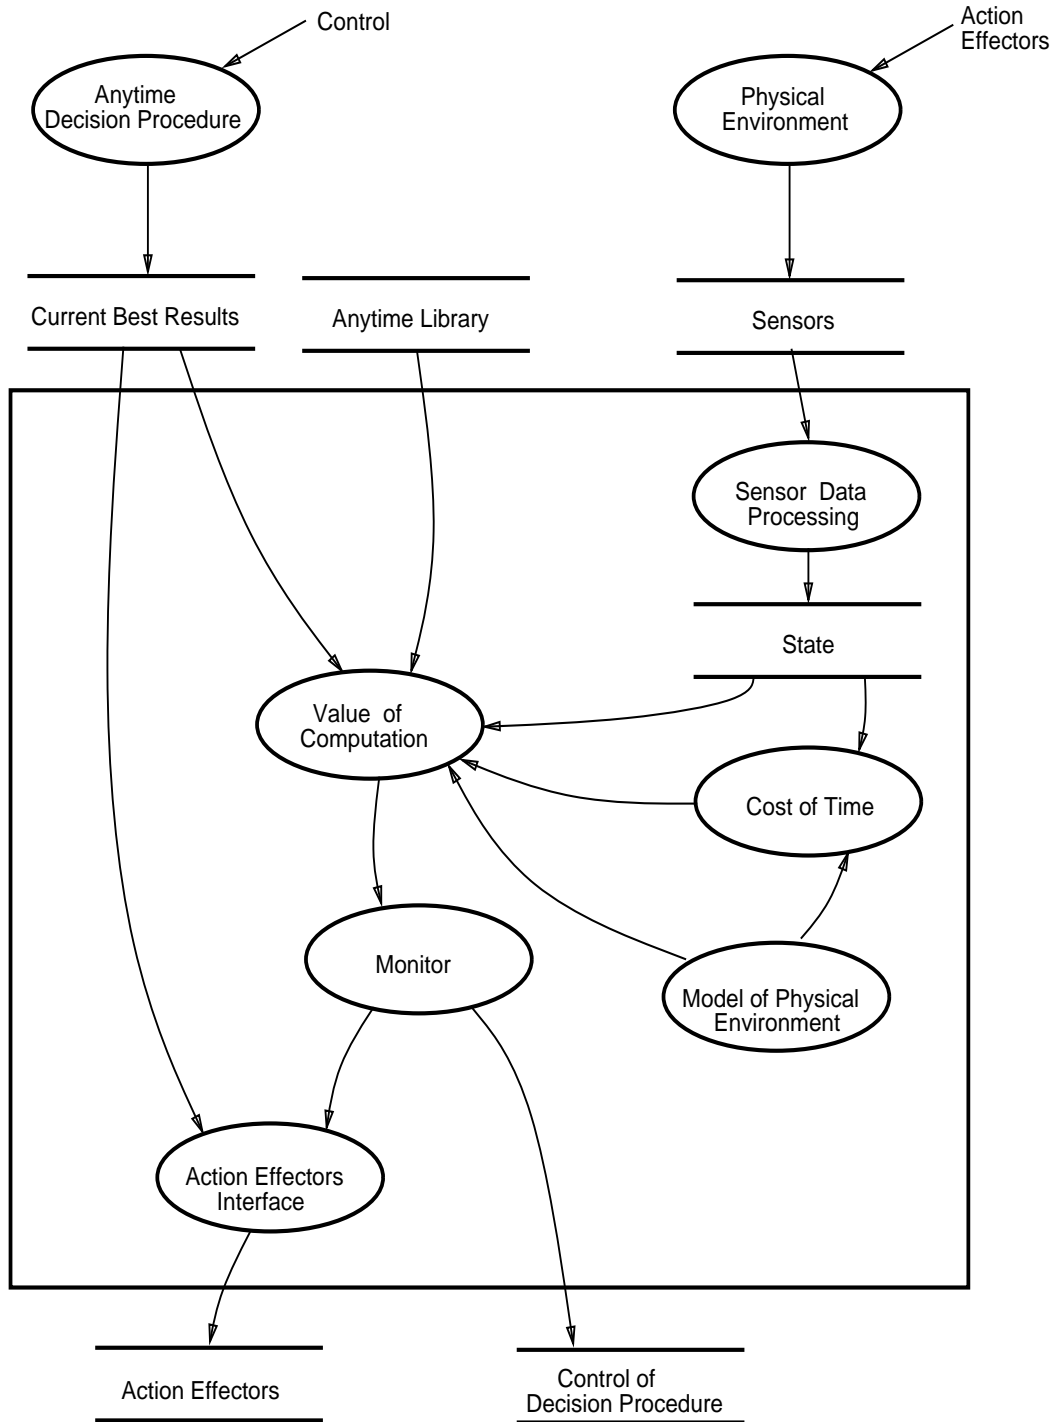 Control
Action
Effectors
Anytime
Decision Procedure
Physical
Environment
Current Best Results
Anytime Library
Sensors
Sensor Data
Processing
State
Value of
Computation
Cost of Time
Monitor
Model of Physical
Environment
Action Effectors
Interface
Action Effectors
Control of
Decision Procedure